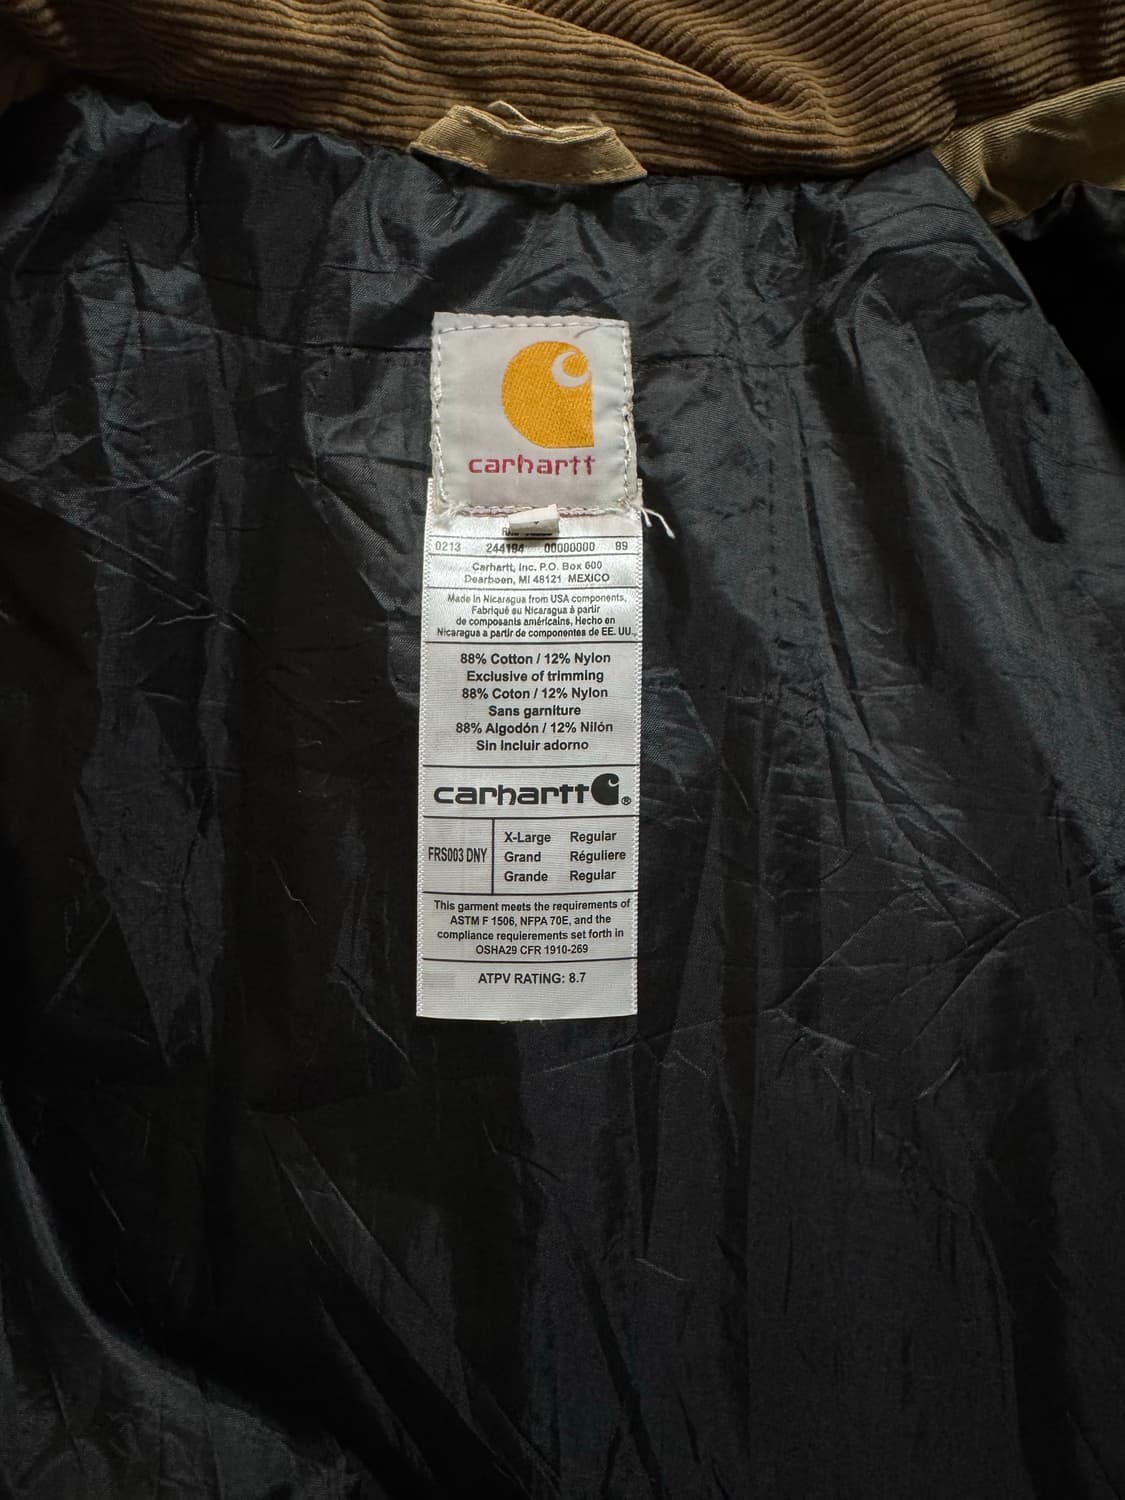 carhartt
0213 244194 00000000 99
Carhartt, Inc. P.O. Box 600
Dearboen, MI 48121 MEXICO
Made in Nicaragua from USA components,
Fabriqué au Nicaragua à partir
de composants américains, Hecho en
Nicaragua a partir de componentes de EE. UU.,
88% Cotton / 12% Nylon
Exclusive of trimming
88% Coton / 12% Nylon
Sans garniture
88% Algodón / 12% Nilón
Sin incluir adorno
carhartt ®
FRS003 DNY
X-Large Regular
Grand Réguliere
Grande Regular
This garment meets the requirements of
ASTM F 1506, NFPA 70E, and the
compliance requierements set forth in
OSHA29 CFR 1910-269
ATPV RATING: 8.7